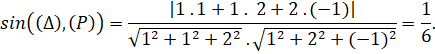 sin((Δ),(P)) = |1 .1 + 1 . 2 + 2 .(−1)| / √(1² + 1² + 2²) . √(1² + 2² + (−1)²) = 1/6.